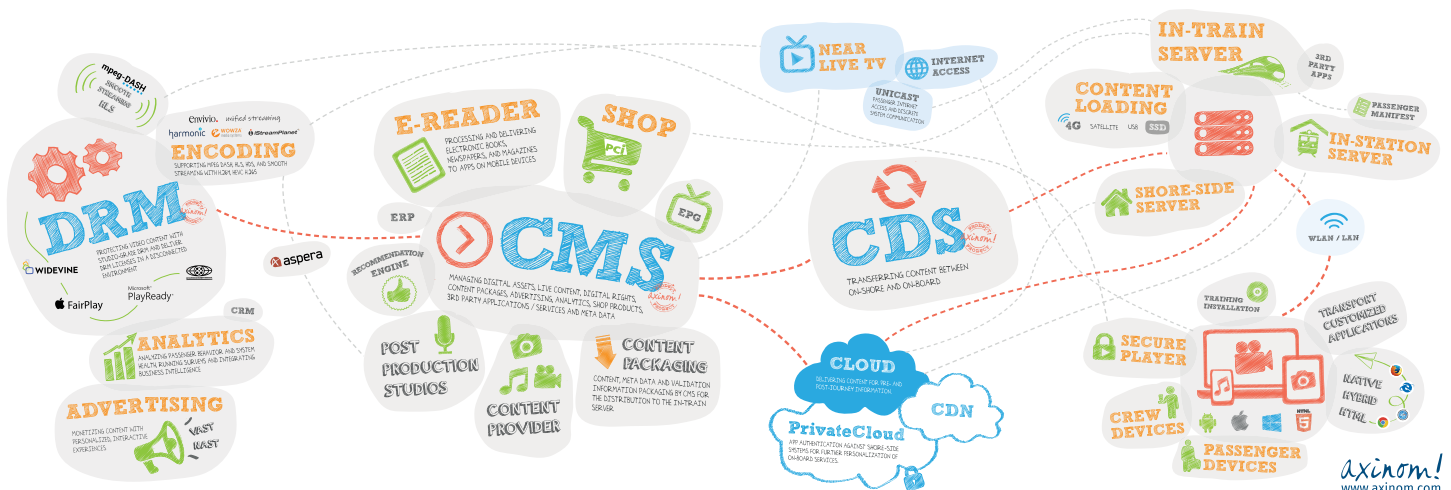 mpeg-DASH
SMOOTH
STREAMING
HLS
envivio. unified streaming
harmonic WOWZA iStreamPlanet
ENCODING
SUPPORTING MPEG DASH, HLS, HDS, AND SMOOTH
STREAMING WITH H.264, HEVC H.265
DRM
axinom!
PROTECTING VIDEO CONTENT WITH
STUDIO-GRADE DRM AND DELIVER
DRM LICENSES IN A DISCONNECTED
ENVIRONMENT
WIDEVINE
FairPlay
Microsoft
PlayReady
CRM
ANALYTICS
ANALYZING PASSENGER BEHAVIOR AND SYSTEM
HEALTH, RUNNING SURVEYS AND INTEGRATING
BUSINESS INTELLIGENCE
ADVERTISING
MONETIZING CONTENT WITH
PERSONALIZED, INTERACTIVE
EXPERIENCES
VAST
NAST
aspera
E-READER
PROCESSING AND DELIVERING
ELECTRONIC BOOKS,
NEWSPAPERS, AND MAGAZINES
TO APPS ON MOBILE DEVICES
SHOP
PCi
EPG
ERP
RECOMMENDATION
ENGINE
CMS
axinom!
MANAGING DIGITAL ASSETS, LIVE CONTENT, DIGITAL RIGHTS,
CONTENT PACKAGES, ADVERTISING, ANALYTICS, SHOP PRODUCTS,
3RD PARTY APPLICATIONS / SERVICES AND META DATA
POST
PRODUCTION
STUDIOS
CONTENT
PROVIDER
CONTENT
PACKAGING
CONTENT, META DATA AND VALIDATION
INFORMATION PACKAGING BY CMS FOR
THE DISTRIBUTION TO THE IN-TRAIN
SERVER
NEAR
LIVE TV
INTERNET
ACCESS
UNICAST
PASSENGER INTERNET
ACCESS AND DISCRETE
SYSTEM COMMUNICATION
CDS
axinom!
TRANSFERRING CONTENT BETWEEN
ON-SHORE AND ON-BOARD
CLOUD
DELIVERING CONTENT FOR PRE- AND
POST-JOURNEY INFORMATION.
CDN
PrivateCloud
APP AUTHENTICATION AGAINST SHORE-SIDE
SYSTEMS FOR FURTHER PERSONALIZATION OF
ON-BOARD SERVICES.
IN-TRAIN
SERVER
3RD
PARTY
APPS
CONTENT
LOADING
4G SATELLITE USB SSD
PASSENGER
MANIFEST
IN-STATION
SERVER
SHORE-SIDE
SERVER
WLAN / LAN
TRAINING
INSTALLATION
TRANSPORT
CUSTOMIZED
APPLICATIONS
SECURE
PLAYER
NATIVE
HYBRID
HTML
CREW
DEVICES
HTML
5
PASSENGER
DEVICES
axinom!
www.axinom.com